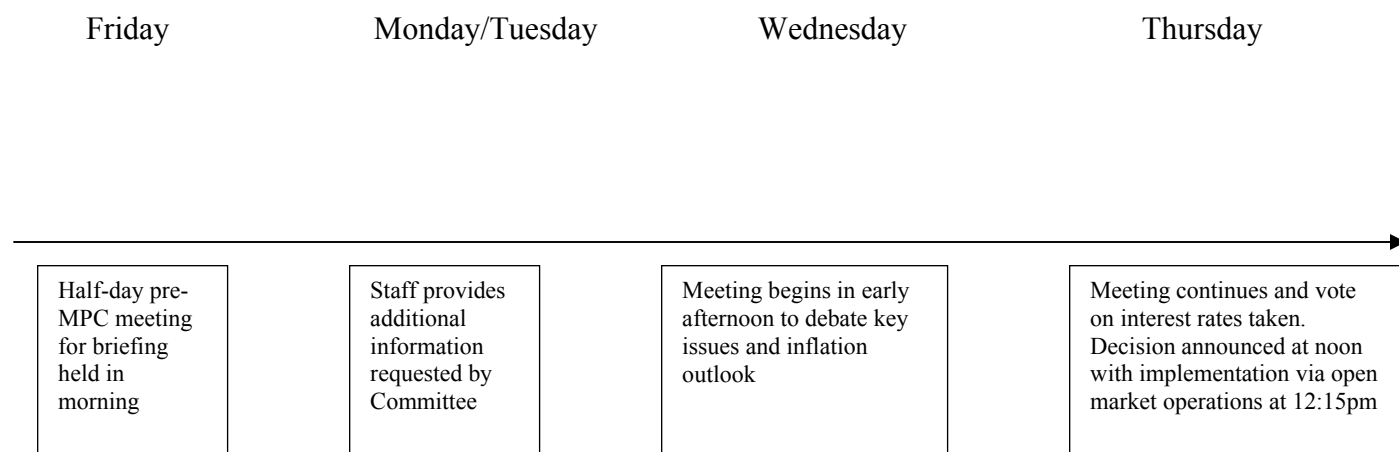 Friday
Monday/Tuesday
Wednesday
Thursday
Half-day pre-
MPC meeting
for briefing
held in
morning
Staff provides
additional
information
requested by
Committee
Meeting begins in early
afternoon to debate key
issues and inflation
outlook
Meeting continues and vote
on interest rates taken.
Decision announced at noon
with implementation via open
market operations at 12:15pm